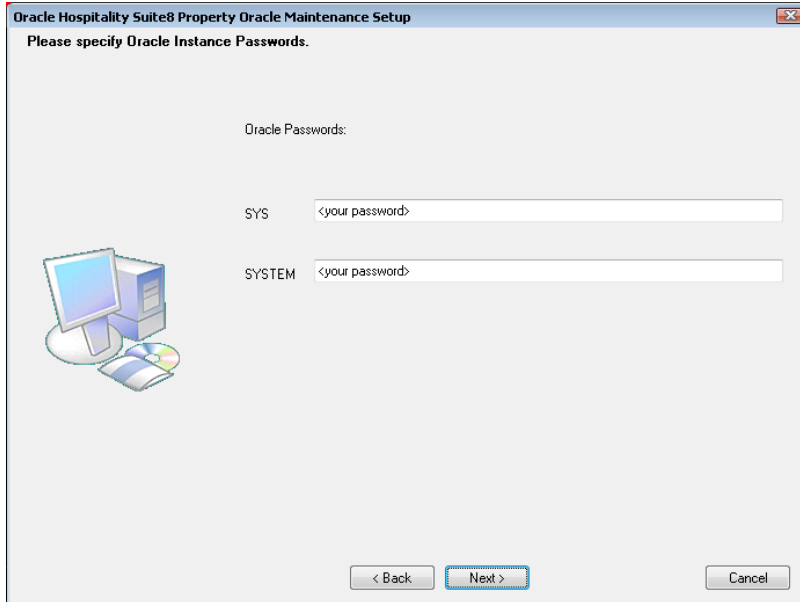 Oracle Hospitality Suite8 Property Oracle Maintenance Setup
Please specify Oracle Instance Passwords.
Oracle Passwords:
SYS <your password>
SYSTEM <your password>
< Back Next > Cancel